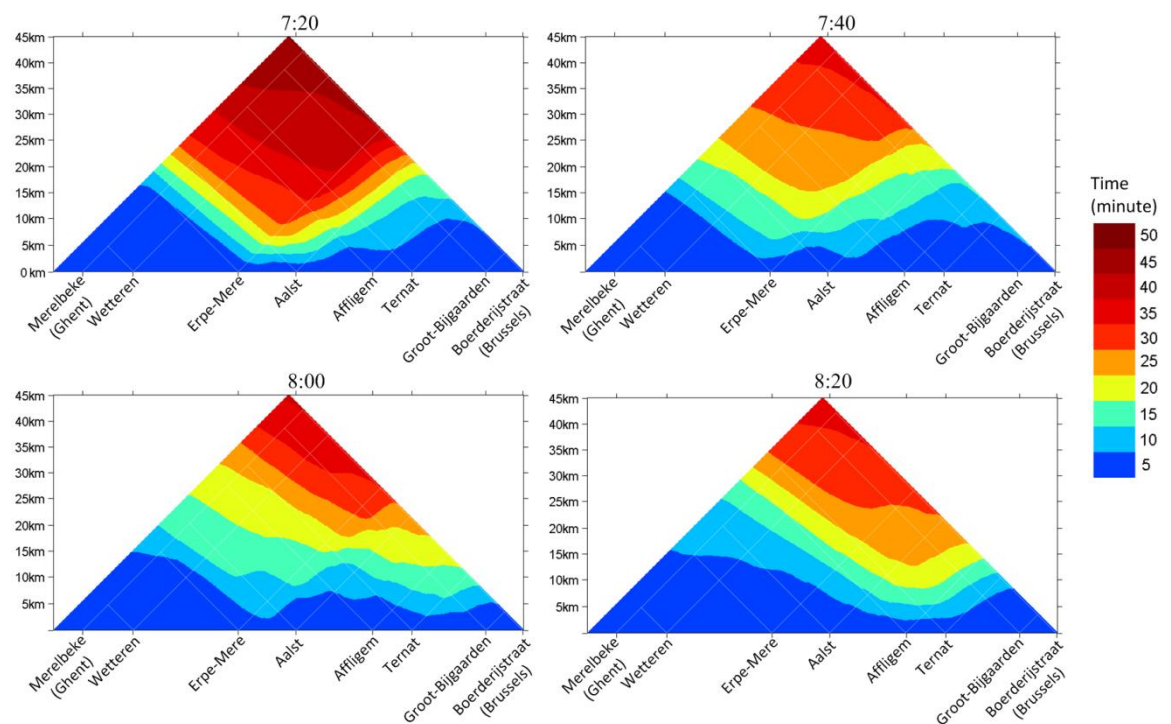 7:20
45km
35km
30km
25km
20km
15km
10km
5km
0 km
Merelbeke
(Ghent)
Wetteren
Erpe-Mere
Aalst
Affligem
Ternat
Groot-Bijgaarden
Boerderijstraat
(Brussels)
7:40
45km
40km
35km
30km
25km
20km
15km
10km
5km
Merelbeke
(Ghent)
Wetteren
Erpe-Mere
Aalst
Affligem
Ternat
Groot-Bijgaarden
Boerderijstraat
(Brussels)
8:00
45km
40km
35km
30km
25km
20km
15km
10km
5km
Merelbeke
(Ghent)
Wetteren
Erpe-Mere
Aalst
Affligem
Ternat
Groot-Bijgaarden
Boerderijstraat
(Brussels)
8:20
45km
40km
35km
30km
25km
20km
15km
10km
5km
Merelbeke
(Ghent)
Wetteren
Erpe-Mere
Aalst
Affligem
Ternat
Groot-Bijgaarden
Boerderijstraat
(Brussels)
Time
(minute)
50
45
40
35
30
25
20
15
10
5